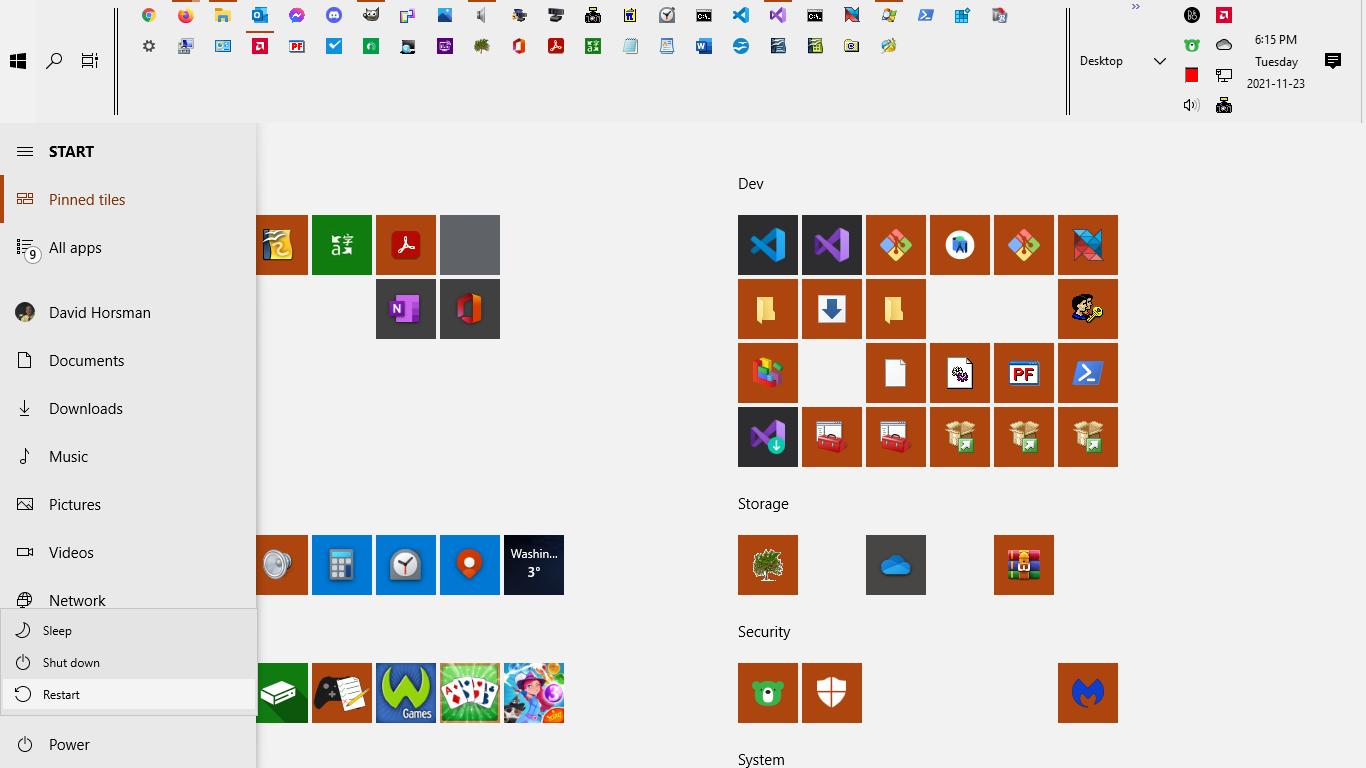 Desktop
6:15 PM
Tuesday
2021-11-23
START
Pinned tiles
All apps
9
David Horsman
Documents
Downloads
Music
Pictures
Videos
Network
Sleep
Shut down
Restart
Power
Washin...
3°
Games
Dev
PF
Storage
Security
System